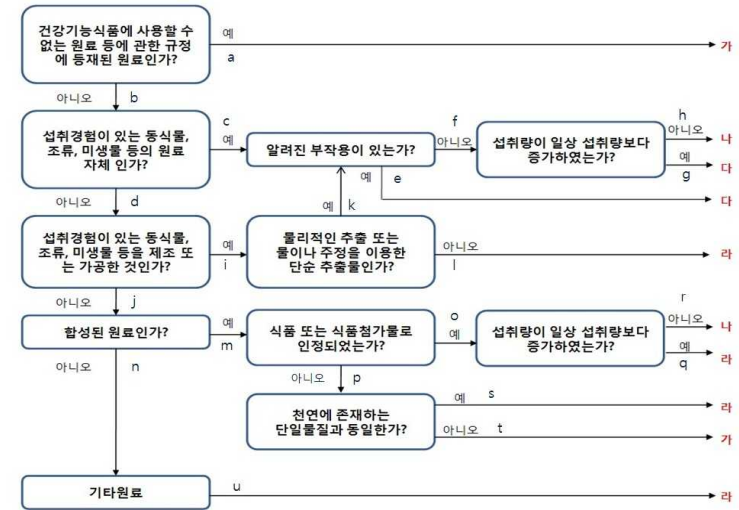 건강기능식품에 사용할 수
없는 원료 등에 관한 규정
에 등재된 원료인가?
예
a
가
아니오
b
섭취경험이 있는 동식물,
조류, 미생물 등의 원료
자체 인가?
c
예
알려진 부작용이 있는가?
f
아니오
섭취량이 일상 섭취량보다
증가하였는가?
h
아니오
나
예
g
다
예
e
다
아니오
d
예
k
섭취경험이 있는 동식물,
조류, 미생물 등을 제조 또
는 가공한 것인가?
예
i
물리적인 추출 또는
물이나 주정을 이용한
단순 추출물인가?
아니오
l
라
아니오
j
합성된 원료인가?
예
m
식품 또는 식품첨가물로
인정되었는가?
o
예
섭취량이 일상 섭취량보다
증가하였는가?
r
아니오
나
예
q
라
아니오
n
아니오
p
천연에 존재하는
단일물질과 동일한가?
예
s
라
아니오
t
가
기타원료
u
라